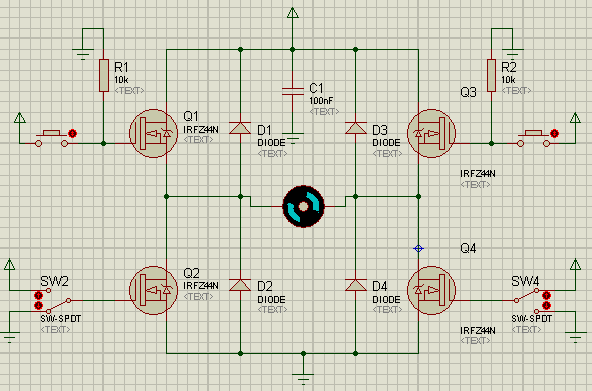 R1
10k
<TEXT>
Q1
IRFZ44N
<TEXT>
D1
DIODE
<TEXT>
C1
100nF
<TEXT>
D3
DIODE
<TEXT>
Q3
IRFZ44N
<TEXT>
R2
10k
<TEXT>
SW2
SW-SPDT
<TEXT>
Q2
IRFZ44N
<TEXT>
D2
DIODE
<TEXT>
D4
DIODE
<TEXT>
Q4
IRFZ44N
<TEXT>
SW4
SW-SPDT
<TEXT>